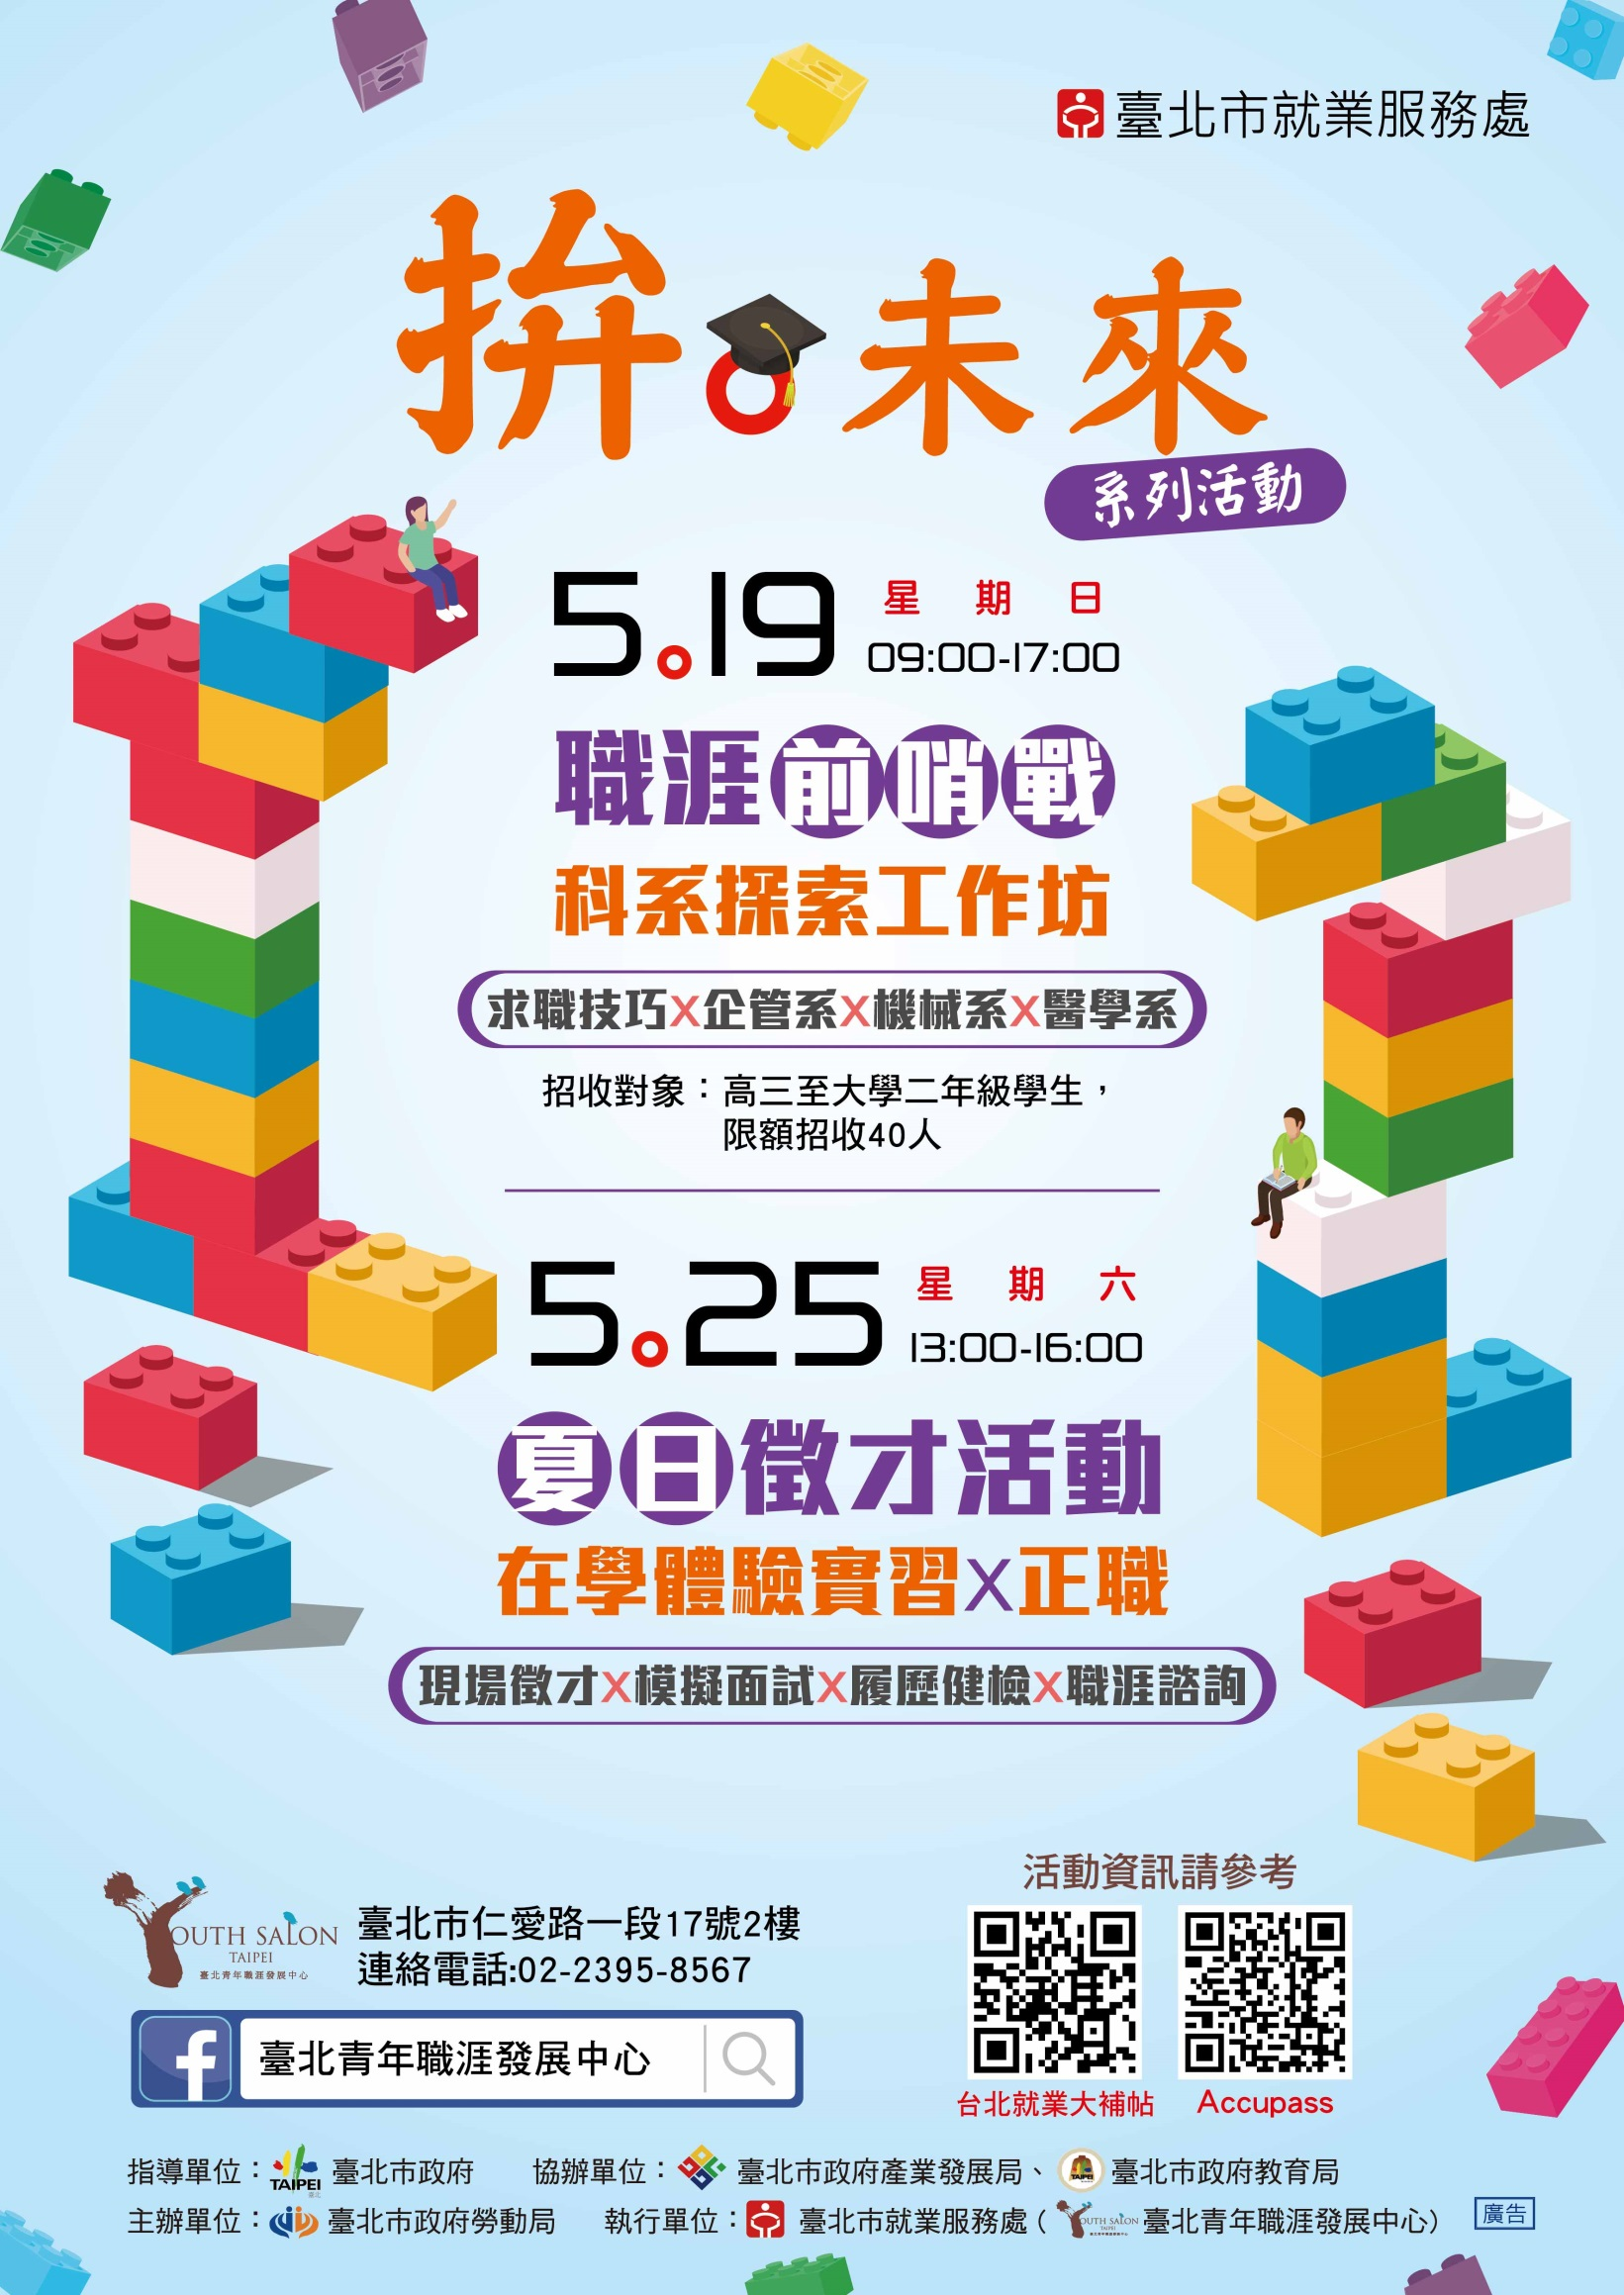 臺北市就業服務處
拚未來
系列活動
5.19 星期日
09:00-17:00
職涯前哨戰
科系探索工作坊
求職技巧X企管系X機械系X醫學系
招收對象：高三至大學二年級學生，
限額招收40人
5.25 星期六
13:00-16:00
夏日徵才活動
在學體驗實習X正職
現場徵才X模擬面試X履歷健檢X職涯諮詢
活動資訊請參考
台北就業大補帖
Accupass
YOUTH SALON
TAIPEI
臺北青年職涯發展中心
臺北市仁愛路一段17號2樓
連絡電話:02-2395-8567
f 臺北青年職涯發展中心
指導單位：TAIPEI 臺北市政府 協辦單位：臺北市政府產業發展局、TAIPEI 臺北市政府教育局
主辦單位：臺北市政府勞動局 執行單位：臺北市就業服務處（YOUTH SALON 臺北青年職涯發展中心）
廣告